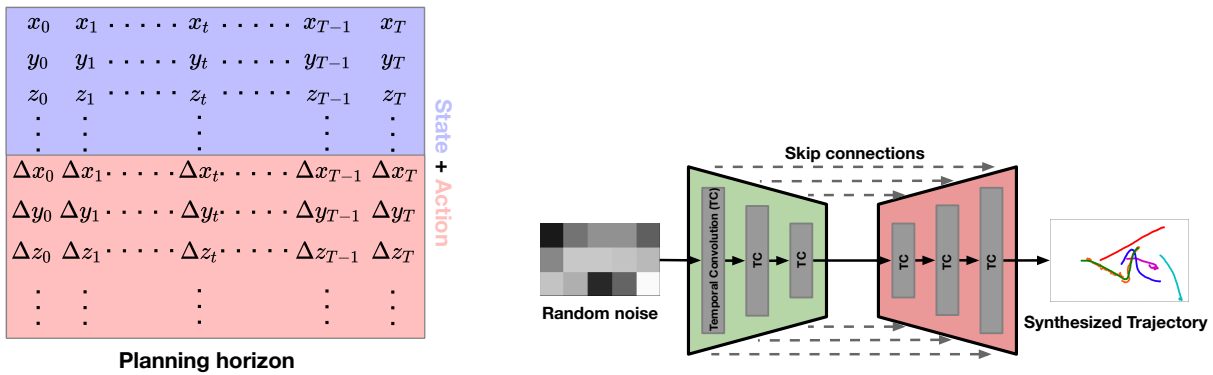 x_0 x_1 · · · · · x_t · · · · · x_{T-1} x_T
y_0 y_1 · · · · · y_t · · · · · y_{T-1} y_T
z_0 z_1 · · · · · z_t · · · · · z_{T-1} z_T
Δx_0 Δx_1 · · · · · Δx_t · · · · · Δx_{T-1} Δx_T
Δy_0 Δy_1 · · · · · Δy_t · · · · · Δy_{T-1} Δy_T
Δz_0 Δz_1 · · · · · Δz_t · · · · · Δz_{T-1} Δz_T
State + Action
Planning horizon
Skip connections
Random noise
Temporal Convolution (TC)
TC
TC
TC
TC
TC
Synthesized Trajectory